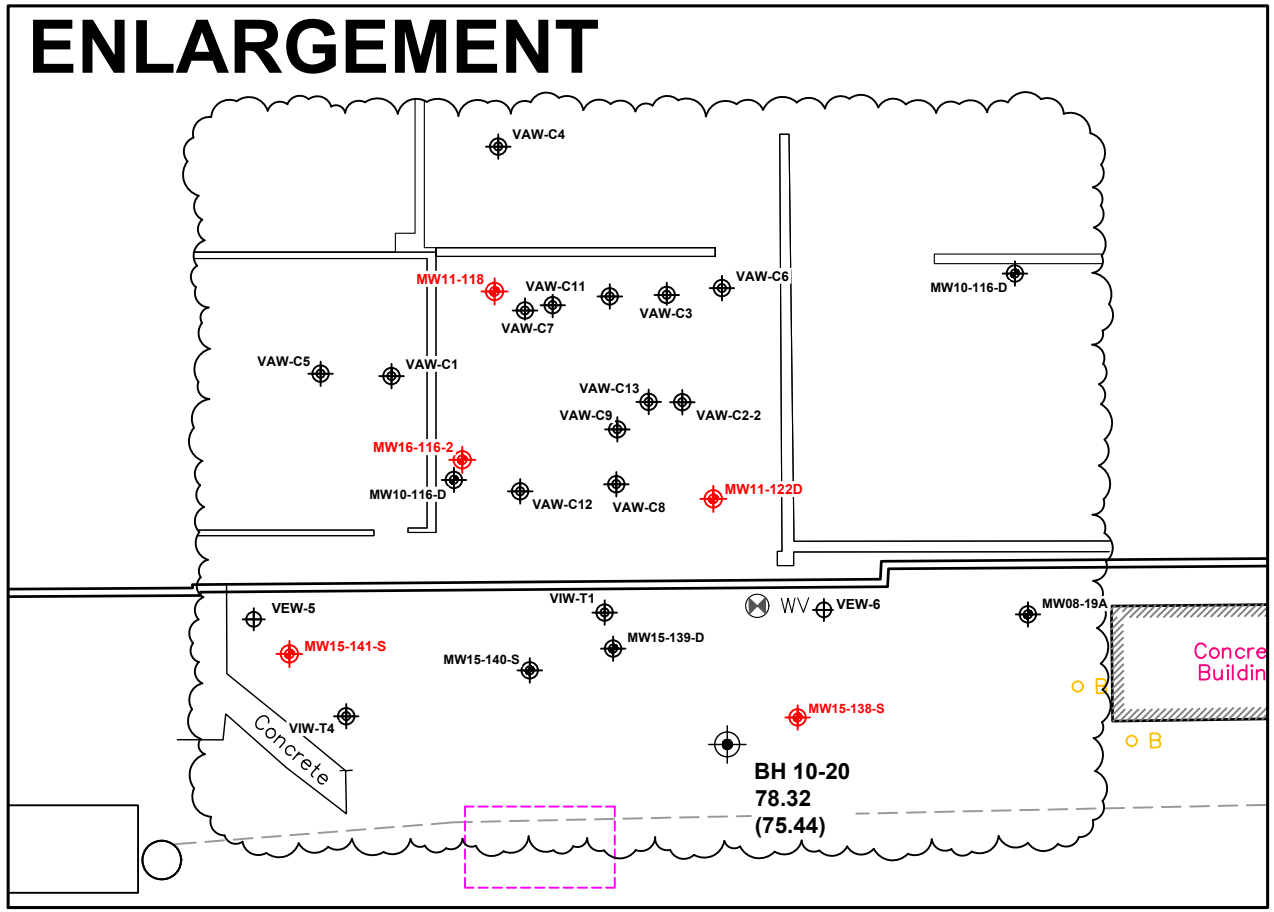 ENLARGEMENT
VAW-C4
MW11-118
VAW-C11
VAW-C6
MW10-116-D
VAW-C7
VAW-C3
VAW-C5
VAW-C1
VAW-C13
VAW-C9
VAW-C2-2
MW16-116-2
MW10-116-D
VAW-C12
VAW-C8
MW11-122D
VEW-5
VIW-T1
WV
VEW-6
MW08-19A
MW15-141-S
MW15-139-D
MW15-140-S
Concre
Buildin
B
MW15-138-S
VIW-T4
Concrete
B
BH 10-20
78.32
(75.44)